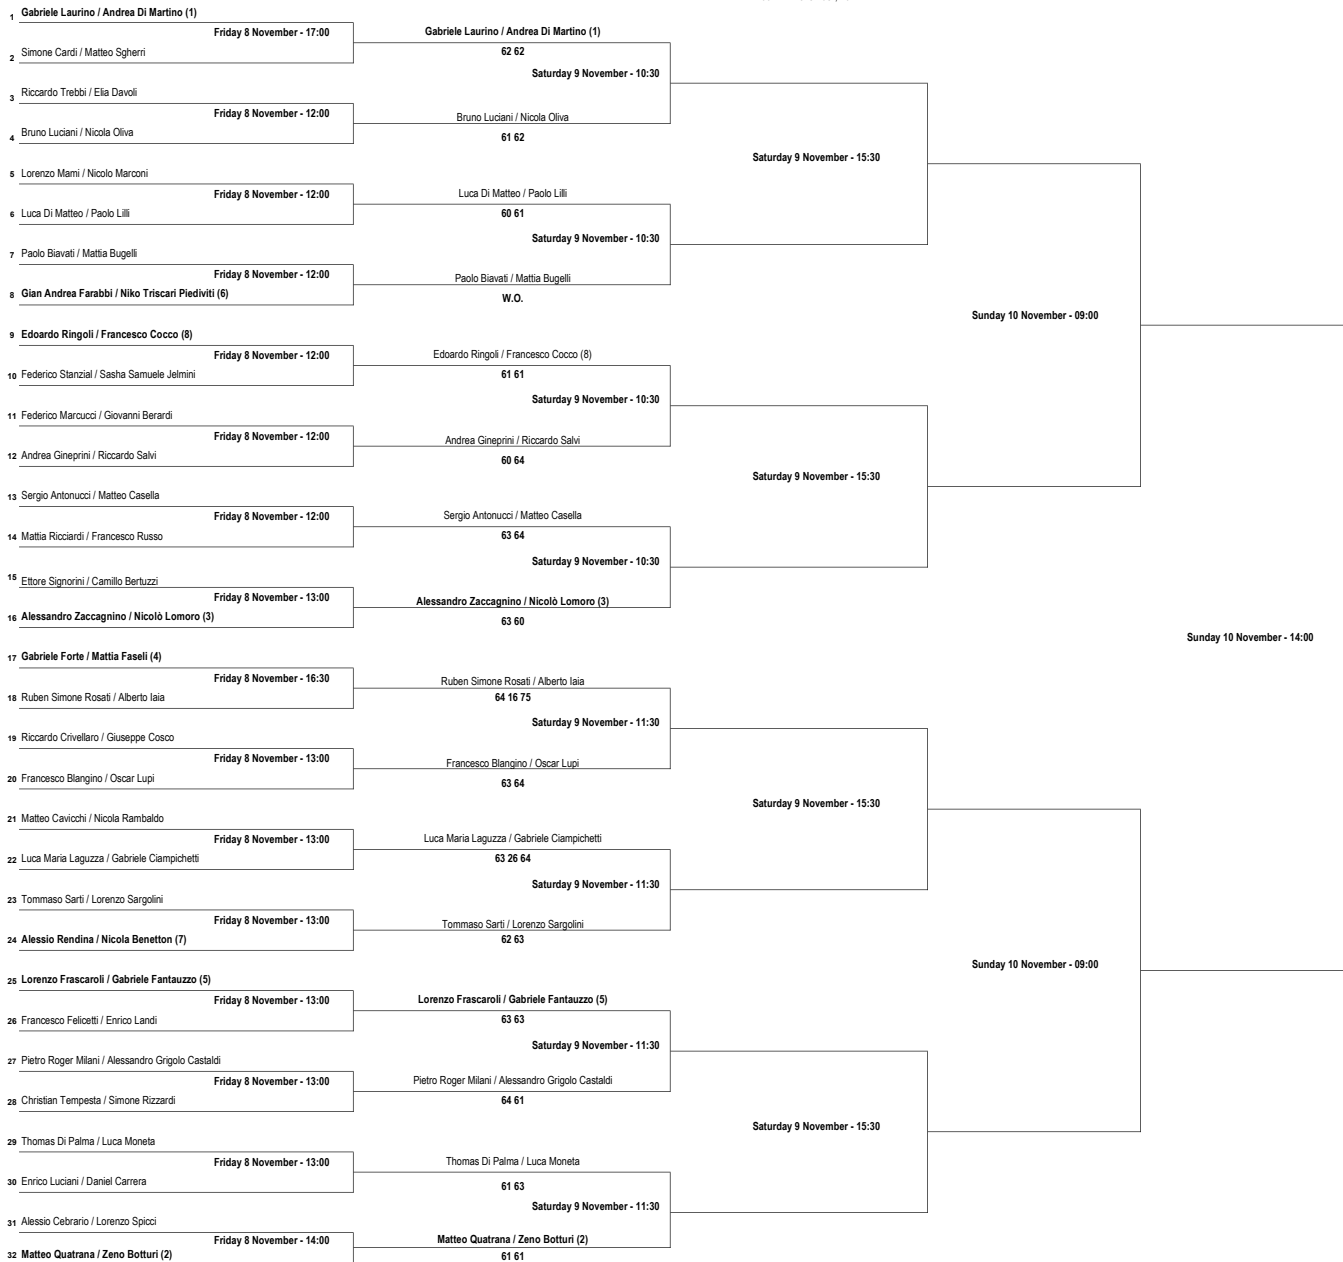 1 Gabriele Laurino / Andrea Di Martino (1)
Friday 8 November - 17:00
Gabriele Laurino / Andrea Di Martino (1)
2 Simone Cardi / Matteo Sgherri
62 62
Saturday 9 November - 10:30
3 Riccardo Trebbi / Elia Davoli
Friday 8 November - 12:00
Bruno Luciani / Nicola Oliva
4 Bruno Luciani / Nicola Oliva
61 62
Saturday 9 November - 15:30
5 Lorenzo Mami / Nicolo Marconi
Friday 8 November - 12:00
Luca Di Matteo / Paolo Lilli
6 Luca Di Matteo / Paolo Lilli
60 61
Saturday 9 November - 10:30
7 Paolo Biavati / Mattia Bugelli
Friday 8 November - 12:00
Paolo Biavati / Mattia Bugelli
8 Gian Andrea Farabbi / Niko Triscari Piediviti (6)
W.O.
Sunday 10 November - 09:00
9 Edoardo Ringoli / Francesco Cocco (8)
Friday 8 November - 12:00
Edoardo Ringoli / Francesco Cocco (8)
10 Federico Stanzial / Sasha Samuele Jelmini
61 61
Saturday 9 November - 10:30
11 Federico Marcucci / Giovanni Berardi
Friday 8 November - 12:00
Andrea Gineprini / Riccardo Salvi
12 Andrea Gineprini / Riccardo Salvi
60 64
Saturday 9 November - 15:30
13 Sergio Antonucci / Matteo Casella
Friday 8 November - 12:00
Sergio Antonucci / Matteo Casella
14 Mattia Ricciardi / Francesco Russo
63 64
Saturday 9 November - 10:30
15 Ettore Signorini / Camillo Bertuzzi
Friday 8 November - 13:00
Alessandro Zaccagnino / Nicolò Lomoro (3)
16 Alessandro Zaccagnino / Nicolò Lomoro (3)
63 60
Sunday 10 November - 14:00
17 Gabriele Forte / Mattia Faseli (4)
Friday 8 November - 16:30
Ruben Simone Rosati / Alberto Iaia
18 Ruben Simone Rosati / Alberto Iaia
64 16 75
Saturday 9 November - 11:30
19 Riccardo Crivellaro / Giuseppe Cosco
Friday 8 November - 13:00
Francesco Blangino / Oscar Lupi
20 Francesco Blangino / Oscar Lupi
63 64
Saturday 9 November - 15:30
21 Matteo Cavicchi / Nicola Rambaldo
Friday 8 November - 13:00
Luca Maria Laguzza / Gabriele Ciampichetti
22 Luca Maria Laguzza / Gabriele Ciampichetti
63 26 64
Saturday 9 November - 11:30
23 Tommaso Sarti / Lorenzo Sargolini
Friday 8 November - 13:00
Tommaso Sarti / Lorenzo Sargolini
24 Alessio Rendina / Nicola Benetton (7)
62 63
Sunday 10 November - 09:00
25 Lorenzo Frascaroli / Gabriele Fantauzzo (5)
Friday 8 November - 13:00
Lorenzo Frascaroli / Gabriele Fantauzzo (5)
26 Francesco Felicetti / Enrico Landi
63 63
Saturday 9 November - 11:30
27 Pietro Roger Milani / Alessandro Grigolo Castaldi
Friday 8 November - 13:00
Pietro Roger Milani / Alessandro Grigolo Castaldi
28 Christian Tempesta / Simone Rizzardi
64 61
Saturday 9 November - 15:30
29 Thomas Di Palma / Luca Moneta
Friday 8 November - 13:00
Thomas Di Palma / Luca Moneta
30 Enrico Luciani / Daniel Carrera
61 63
Saturday 9 November - 11:30
31 Alessio Cebrario / Lorenzo Spicci
Friday 8 November - 14:00
Matteo Quatrana / Zeno Botturi (2)
32 Matteo Quatrana / Zeno Botturi (2)
61 61